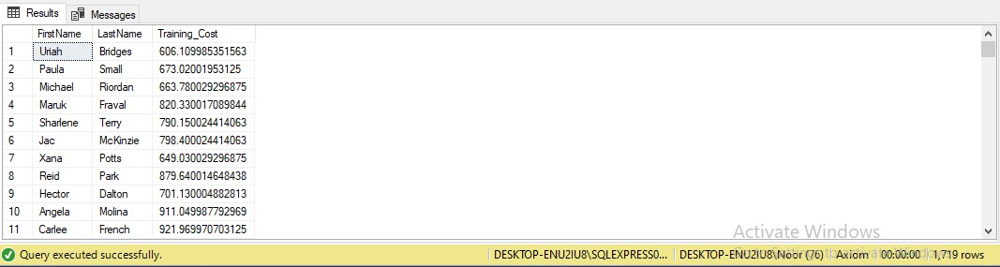 Results Messages
FirstName LastName Training_Cost
1 Uriah Bridges 606.109985351563
2 Paula Small 673.02001953125
3 Michael Riordan 663.780029296875
4 Maruk Fraval 820.330017089844
5 Sharlene Terry 790.150024414063
6 Jac McKinzie 798.400024414063
7 Xana Potts 649.030029296875
8 Reid Park 879.640014648438
9 Hector Dalton 701.130004882813
10 Angela Molina 911.049987792969
11 Carlee French 921.969970703125
Activate Windows
Query executed successfully. DESKTOP-ENU2IU8\SQLEXPRESS0... DESKTOP-ENU2IU8\Noor (76) Axiom 00:00:00 1,719 rows